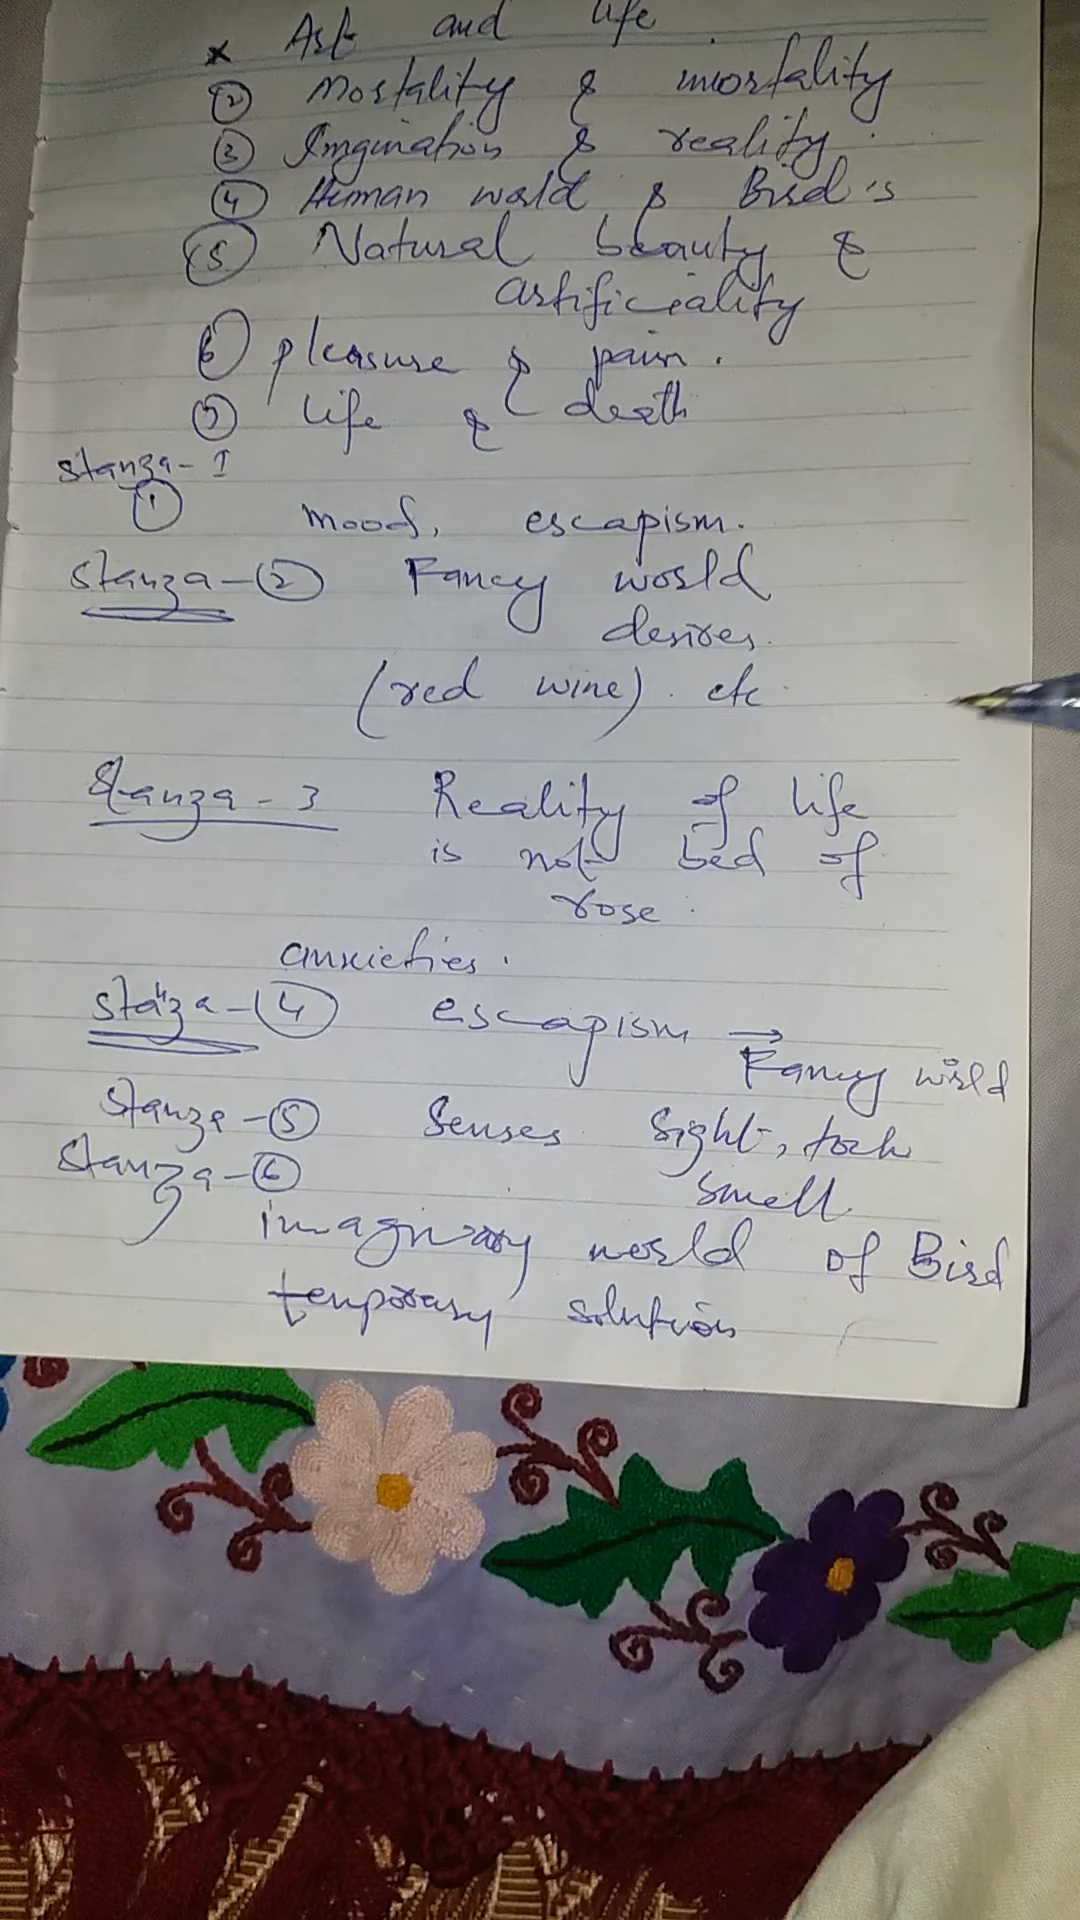 * Art and life
② Mortality & imortality
③ Imgination & reality.
④ Human world & Bird's
⑤ Natural beauty &
artificiality
⑥ pleasure & pain.
⑦ life & death
Stanza-I
① Mood, escapism.
Stanza-② Fancy world
desires.
(red wine). etc.
Stanza-3 Reality of life
is not bed of
rose.
anxieties.
Stanza-④ escapism →
Fancy world
Stanza-⑤ Senses Sight,
Stanza-⑥ Smell
imaginary world of Bird
temporary solution